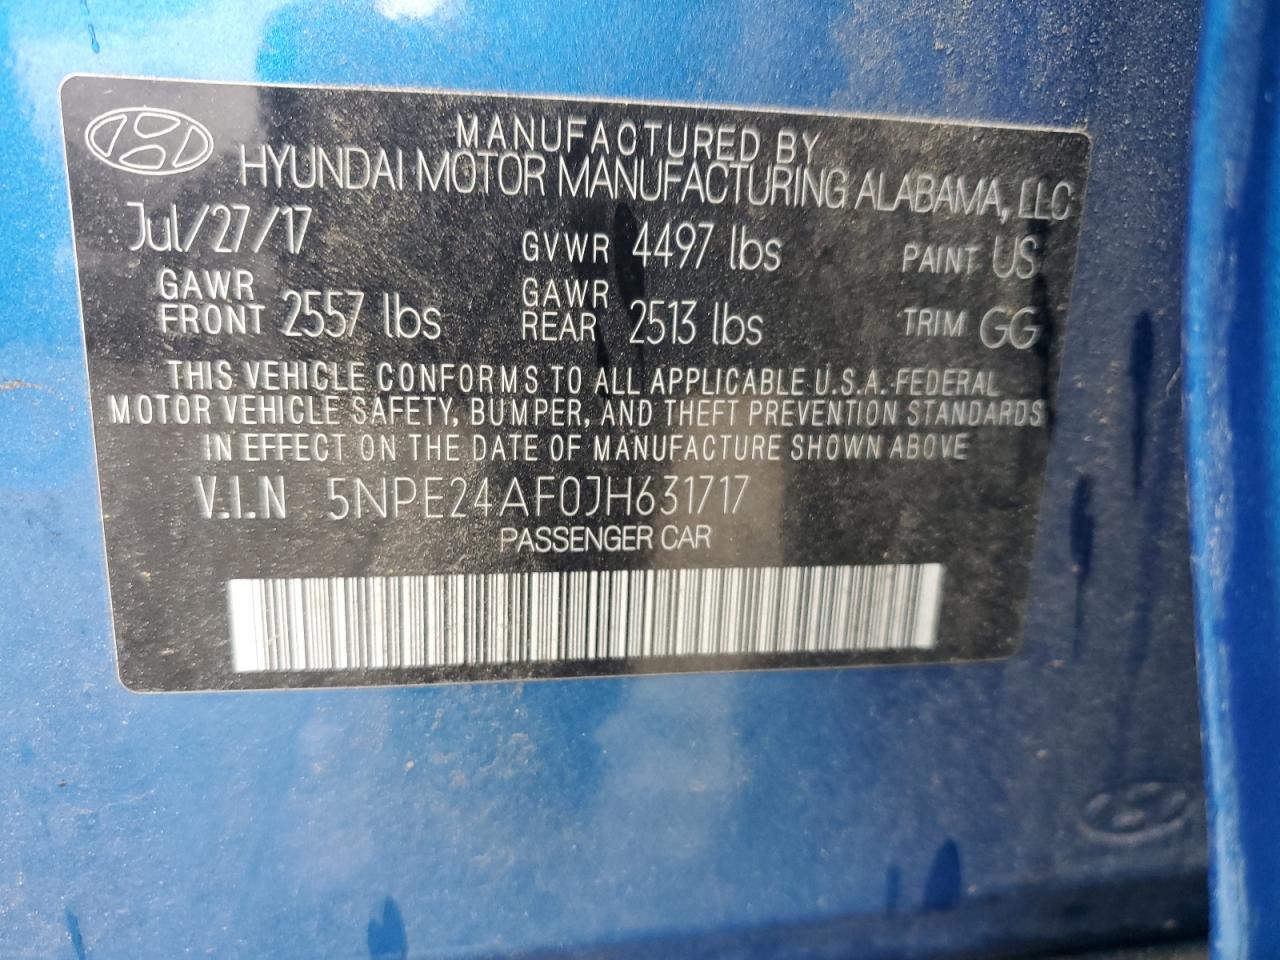 MANUFACTURED BY
HYUNDAI MOTOR MANUFACTURING ALABAMA, LLC
Jul/27/17 GVWR 4497 lbs PAINT US
GAWR FRONT 2557 lbs GAWR REAR 2513 lbs TRIM GG
THIS VEHICLE CONFORMS TO ALL APPLICABLE U.S.A. FEDERAL
MOTOR VEHICLE SAFETY, BUMPER, AND THEFT PREVENTION STANDARDS
IN EFFECT ON THE DATE OF MANUFACTURE SHOWN ABOVE
V.I.N 5NPE24AF0JH631717
PASSENGER CAR